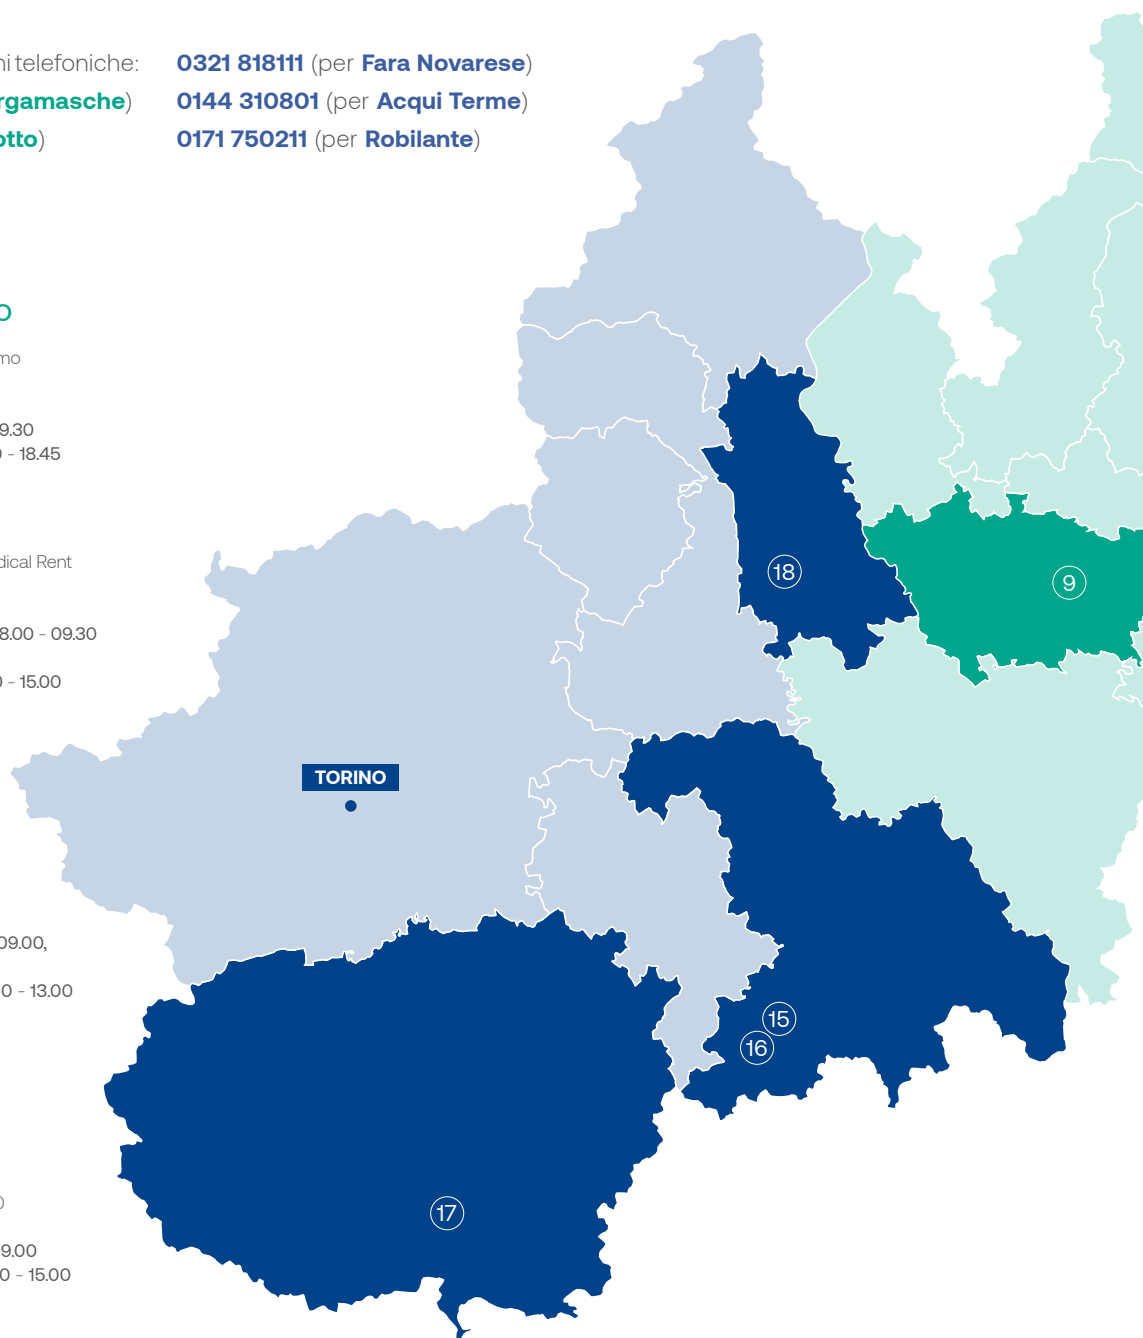 ni telefoniche:
rgamasche)
otto)
0321 818111 (per Fara Novarese)
0144 310801 (per Acqui Terme)
0171 750211 (per Robilante)
O
mo
9.30
- 18.45
dical Rent
8.00 - 09.30
- 15.00
09.00,
0 - 13.00
9.00
0 - 15.00
TORINO
18
9
15
16
17